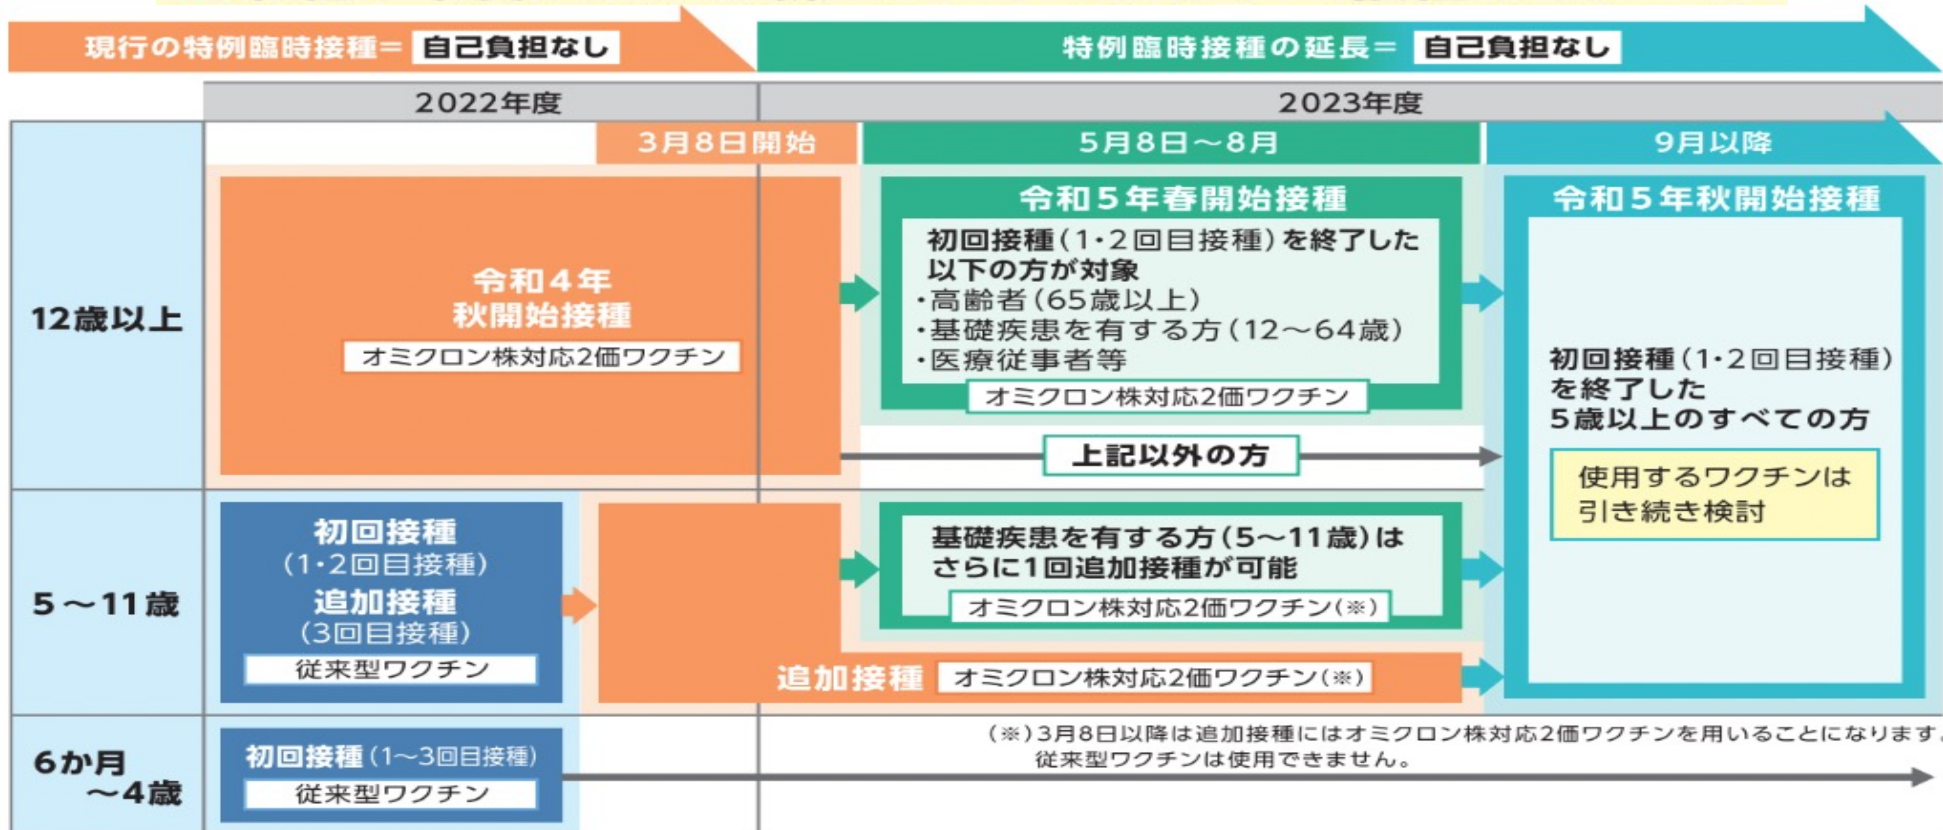 現行の特例臨時接種＝ 自己負担なし
特例臨時接種の延長＝ 自己負担なし
2022年度
2023年度
3月8日開始
5月8日～8月
9月以降
12歳以上
令和4年
秋開始接種
オミクロン株対応2価ワクチン
令和5年春開始接種
初回接種(1・2回目接種)を終了した
以下の方が対象
・高齢者(65歳以上)
・基礎疾患を有する方(12～64歳)
・医療従事者等
オミクロン株対応2価ワクチン
上記以外の方
令和5年秋開始接種
初回接種(1・2回目接種)
を終了した
5歳以上のすべての方
使用するワクチンは
引き続き検討
5～11歳
初回接種
(1・2回目接種)
追加接種
(3回目接種)
従来型ワクチン
基礎疾患を有する方(5～11歳)は
さらに1回追加接種が可能
オミクロン株対応2価ワクチン(※)
追加接種 オミクロン株対応2価ワクチン(※)
6か月
～4歳
初回接種(1～3回目接種)
従来型ワクチン
(※)3月8日以降は追加接種にはオミクロン株対応2価ワクチンを用いることになります。
従来型ワクチンは使用できません。